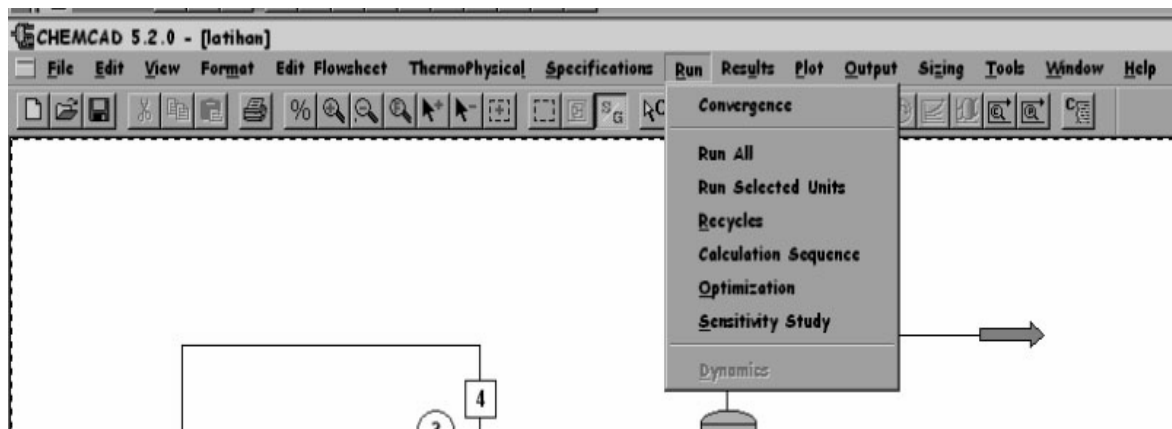 CHEMCAD 5.2.0 - [latihan]
File Edit View Format Edit Flowsheet ThermoPhysical Specifications Run Results Plot Output Sizing Tools Window Help
% S/G C
Convergence
Run All
Run Selected Units
Recycles
Calculation Sequence
Optimization
Sensitivity Study
Dynamics
4
3